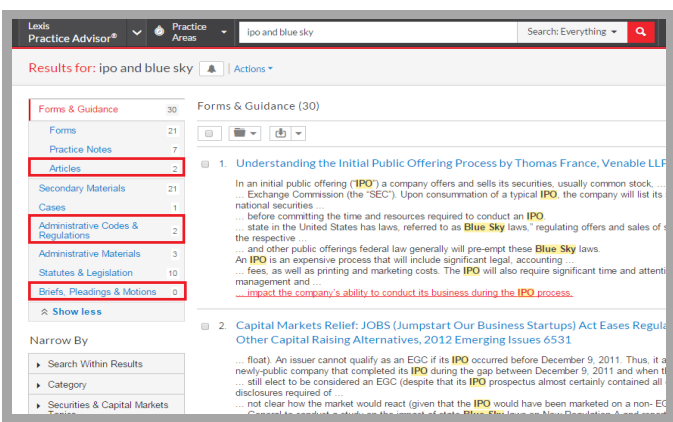 Lexis
Practice Advisor®
Practice
Areas
ipo and blue sky
Search: Everything
Results for: ipo and blue sky
Actions
Forms & Guidance 30
Forms 21
Practice Notes 7
Articles 2
Secondary Materials 21
Cases 1
Administrative Codes &
Regulations 2
Administrative Materials 3
Statutes & Legislation 10
Briefs, Pleadings & Motions 0
Show less
Narrow By
Search Within Results
Category
Securities & Capital Markets
Forms & Guidance (30)
1. Understanding the Initial Public Offering Process by Thomas France, Venable LLP
In an initial public offering ("IPO") a company offers and sells its securities, usually common stock, ...
... Exchange Commission (the "SEC"). Upon consummation of a typical IPO, the company will list its
national securities ...
... before committing the time and resources required to conduct an IPO.
... state in the United States has laws, referred to as Blue Sky laws," regulating offers and sales of
the respective ...
... and other public offerings federal law generally will pre-empt these Blue Sky laws.
An IPO is an expensive process that will include significant legal, accounting ...
... fees, as well as printing and marketing costs. The IPO will also require significant time and
management and ...
... impact the company's ability to conduct its business during the IPO process.
2. Capital Markets Relief: JOBS (Jumpstart Our Business Startups) Act Eases
Other Capital Raising Alternatives, 2012 Emerging Issues 6531
... float). An issuer cannot qualify as an EGC if its IPO occurred before December 9, 2011. Thus, it a
newly-public company that completed its IPO during the gap between December 9, 2011 and when
... still elect to be considered an EGC (despite that its IPO prospectus almost certainly contained all
disclosures required of ...
... not clear how the market would react (given that the IPO would have been marketed on a non-